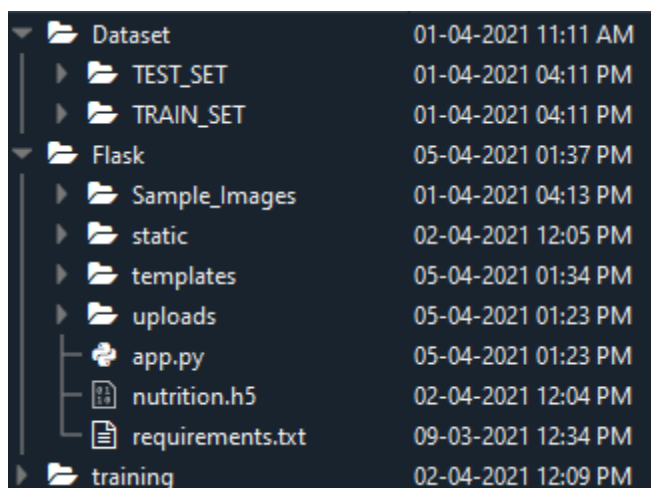 Dataset 01-04-2021 11:11 AM
TEST_SET 01-04-2021 04:11 PM
TRAIN_SET 01-04-2021 04:11 PM
Flask 05-04-2021 01:37 PM
Sample_Images 01-04-2021 04:13 PM
static 02-04-2021 12:05 PM
templates 05-04-2021 01:34 PM
uploads 05-04-2021 01:23 PM
app.py 05-04-2021 01:23 PM
nutrition.h5 02-04-2021 12:04 PM
requirements.txt 09-03-2021 12:34 PM
training 02-04-2021 12:09 PM